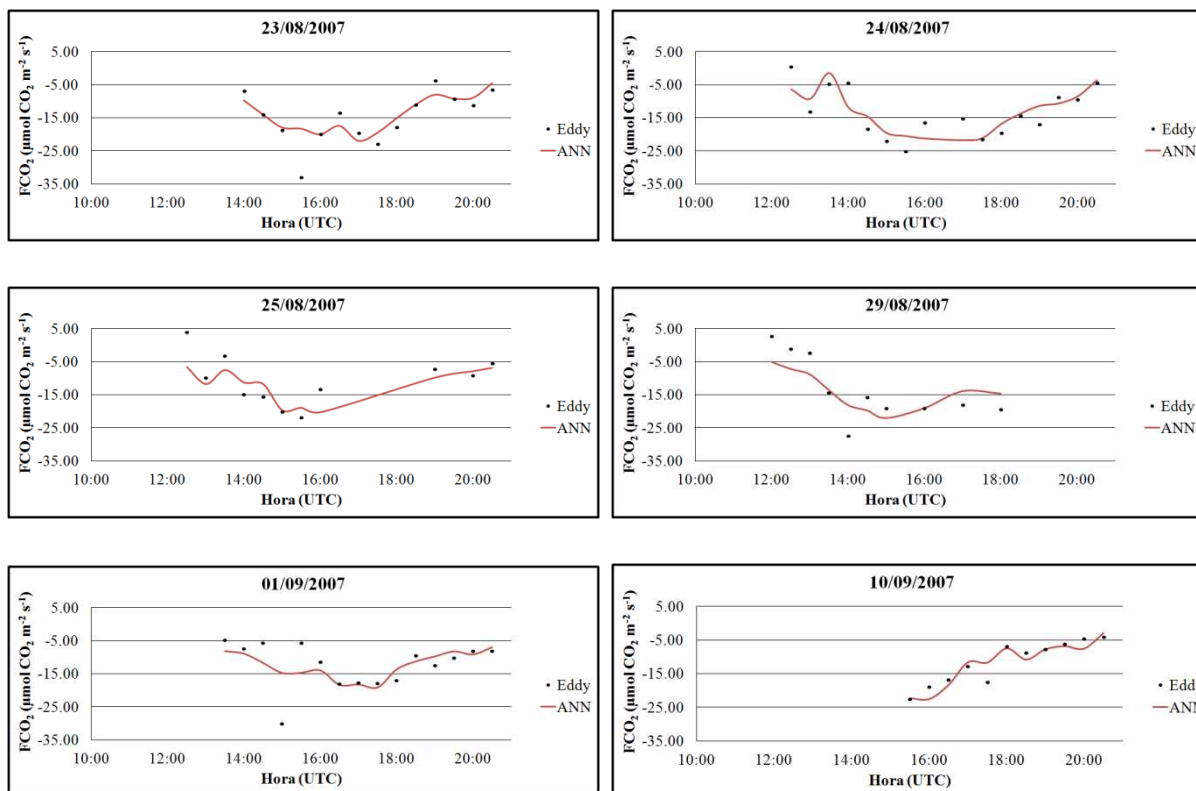 23/08/2007
5.00
-5.00
-15.00
-25.00
-35.00
FCO₂ (µmol CO₂ m⁻² s⁻¹)
10:00 12:00 14:00 16:00 18:00 20:00
Hora (UTC)
Eddy
ANN
24/08/2007
5.00
-5.00
-15.00
-25.00
-35.00
FCO₂ (µmol CO₂ m⁻² s⁻¹)
10:00 12:00 14:00 16:00 18:00 20:00
Hora (UTC)
Eddy
ANN
25/08/2007
5.00
-5.00
-15.00
-25.00
-35.00
FCO₂ (µmol CO₂ m⁻² s⁻¹)
10:00 12:00 14:00 16:00 18:00 20:00
Hora (UTC)
Eddy
ANN
29/08/2007
5.00
-5.00
-15.00
-25.00
-35.00
FCO₂ (µmol CO₂ m⁻² s⁻¹)
10:00 12:00 14:00 16:00 18:00 20:00
Hora (UTC)
Eddy
ANN
01/09/2007
5.00
-5.00
-15.00
-25.00
-35.00
FCO₂ (µmol CO₂ m⁻² s⁻¹)
10:00 12:00 14:00 16:00 18:00 20:00
Hora (UTC)
Eddy
ANN
10/09/2007
5.00
-5.00
-15.00
-25.00
-35.00
FCO₂ (µmol CO₂ m⁻² s⁻¹)
10:00 12:00 14:00 16:00 18:00 20:00
Hora (UTC)
Eddy
ANN